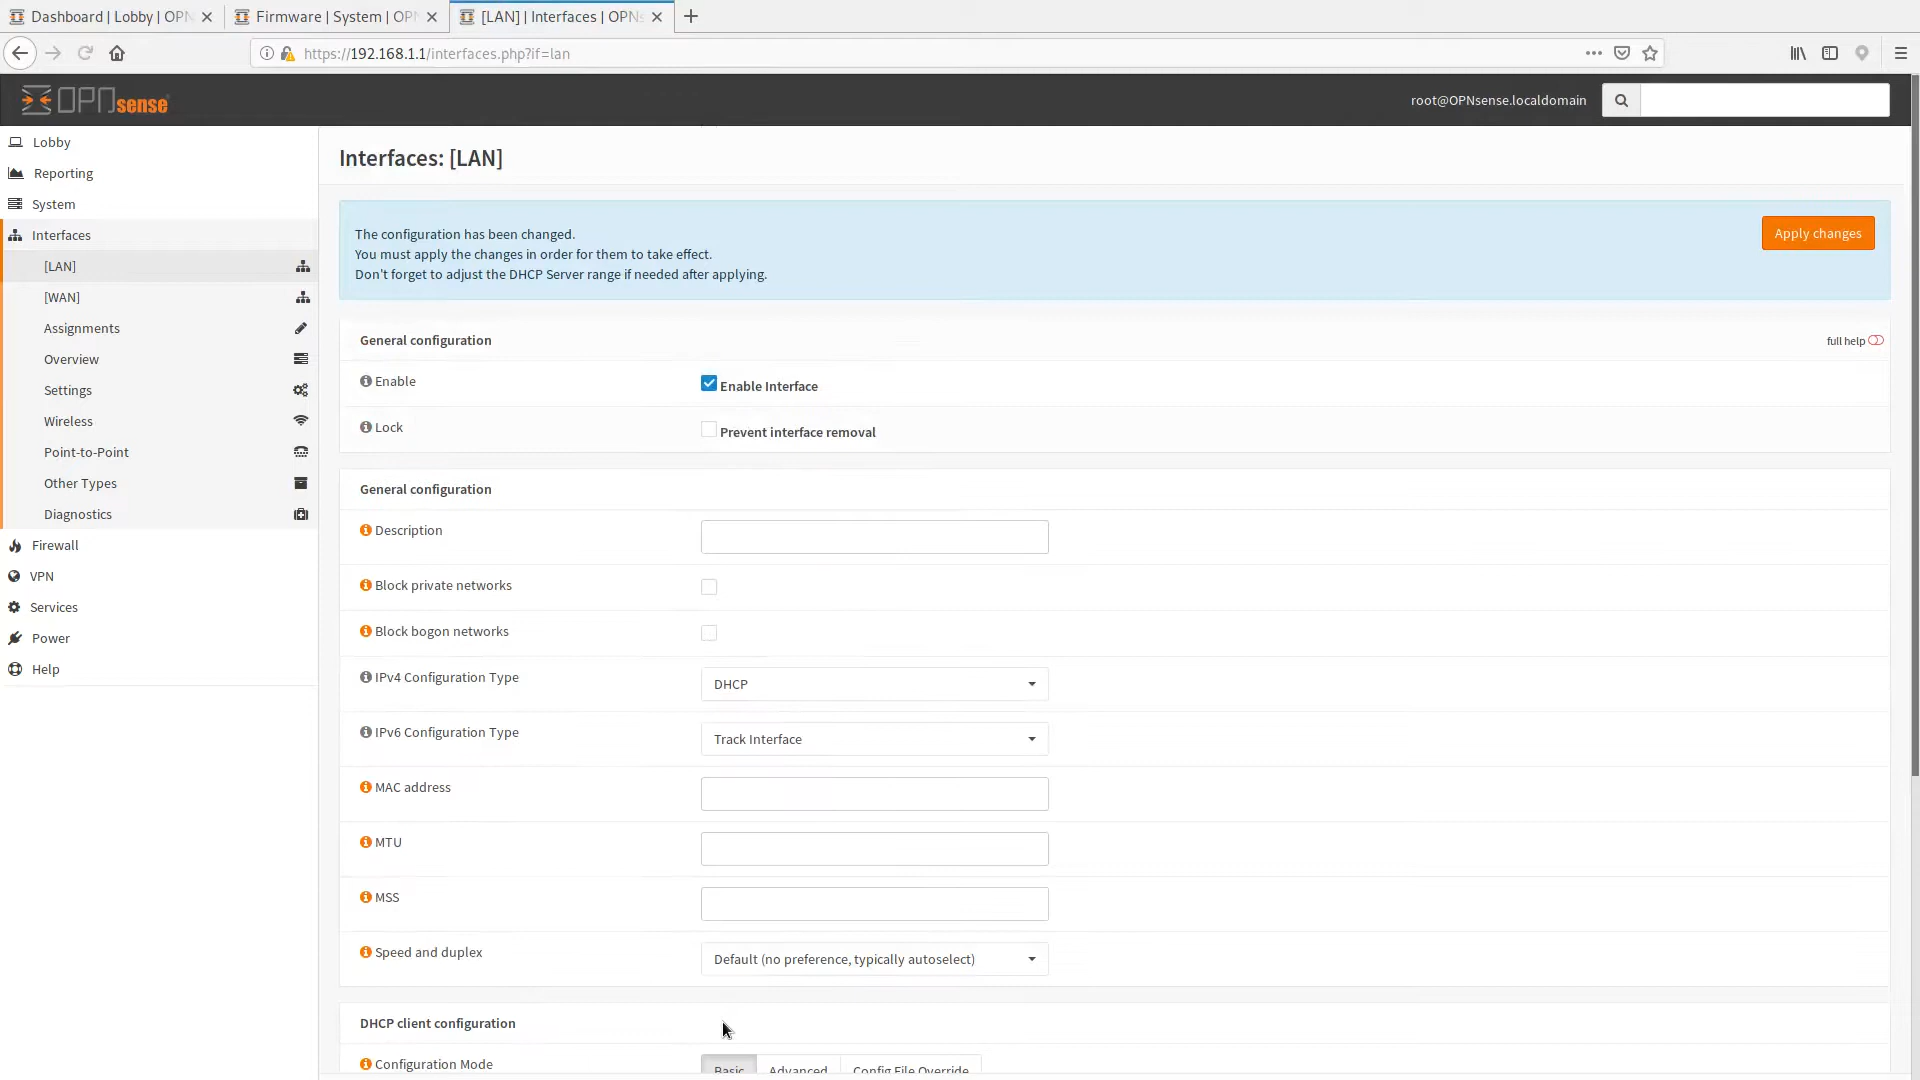 Dashboard | Lobby | OPN
Firmware | System | OPN
[LAN] | Interfaces | OPNs
https://192.168.1.1/interfaces.php?if=lan
OPNsense
root@OPNsense.localdomain
Lobby
Reporting
System
Interfaces
[LAN]
[WAN]
Assignments
Overview
Settings
Wireless
Point-to-Point
Other Types
Diagnostics
Firewall
VPN
Services
Power
Help
Interfaces: [LAN]
The configuration has been changed.
You must apply the changes in order for them to take effect.
Don't forget to adjust the DHCP Server range if needed after applying.
Apply changes
General configuration
full help
Enable
Enable Interface
Lock
Prevent interface removal
General configuration
Description
Block private networks
Block bogon networks
IPv4 Configuration Type
DHCP
IPv6 Configuration Type
Track Interface
MAC address
MTU
MSS
Speed and duplex
Default (no preference, typically autoselect)
DHCP client configuration
Configuration Mode
Basic
Advanced
Config File Override